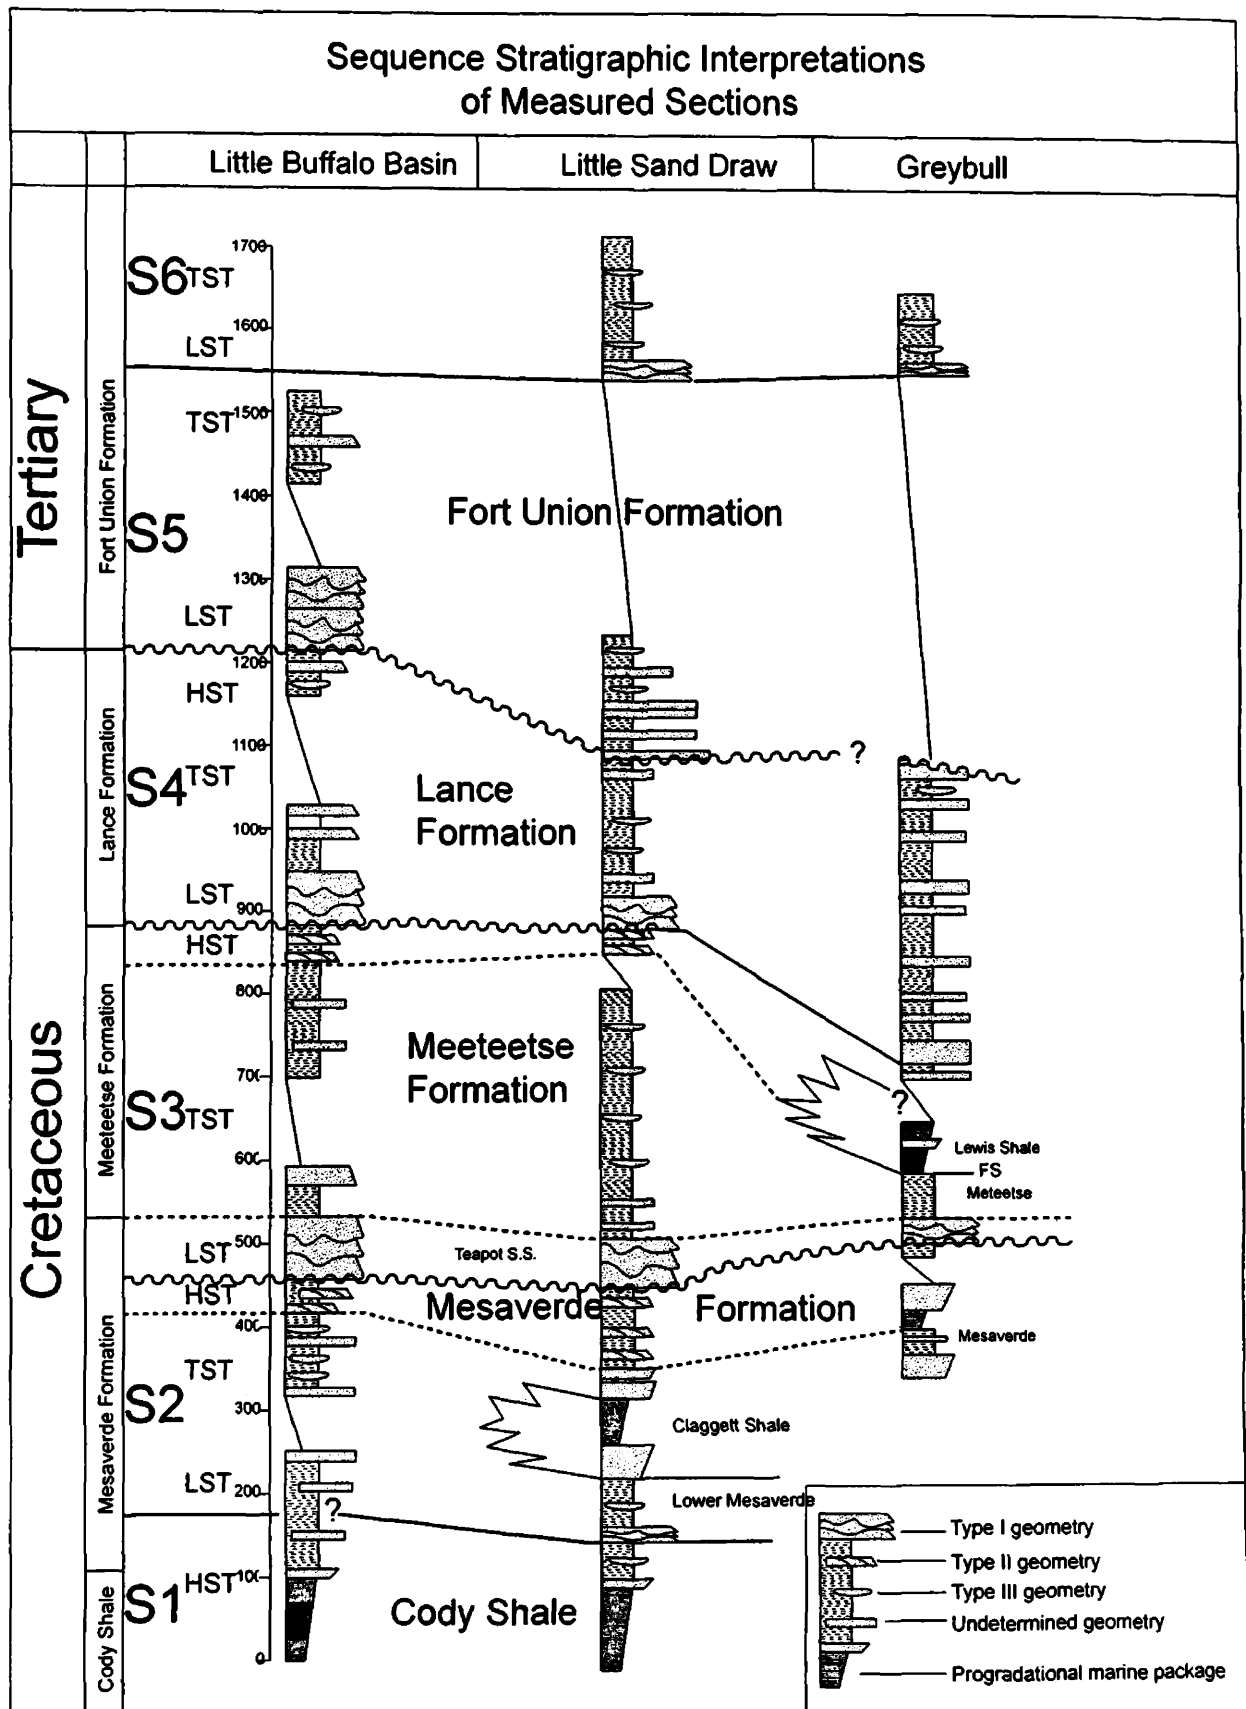 Sequence Stratigraphic Interpretations
of Measured Sections
Little Buffalo Basin
Little Sand Draw
Greybull
Tertiary
Cretaceous
Fort Union Formation
Lance Formation
Meeteetse Formation
Mesaverde Formation
Cody Shale
S6
TST
LST
S5
TST
LST
S4
HST
TST
LST
S3
HST
TST
LST
S2
HST
TST
LST
S1
HST
1700
1600
1500
1400
1300
1200
1100
1000
900
800
700
600
500
400
300
200
100
0
Fort Union Formation
?
Lance
Formation
Meeteetse
Formation
?
Lewis Shale
FS
Meteetse
Teapot S.S.
Mesaverde Formation
Mesaverde
Claggett Shale
Lower Mesaverde
?
Cody Shale
Type I geometry
Type II geometry
Type III geometry
Undetermined geometry
Progradational marine package